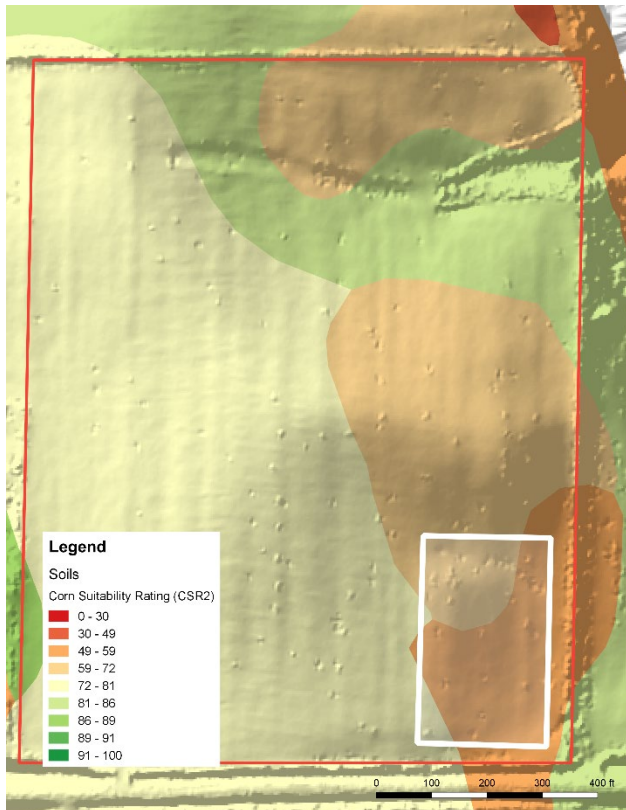 Legend
Soils
Corn Suitability Rating (CSR2)
0 - 30
30 - 49
49 - 59
59 - 72
72 - 81
81 - 86
86 - 89
89 - 91
91 - 100
0 100 200 300 400 ft